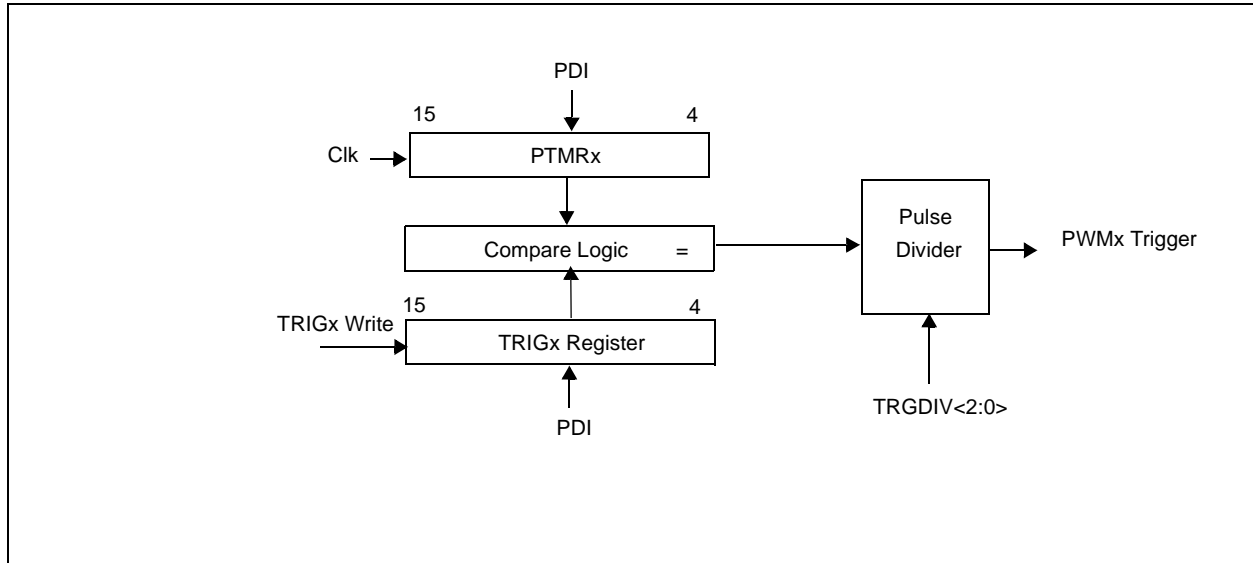 PDI
15 4
Clk
PTMRx
Compare Logic =
Pulse
Divider
PWMx Trigger
15 4
TRIGx Write
TRIGx Register
TRGDIV<2:0>
PDI